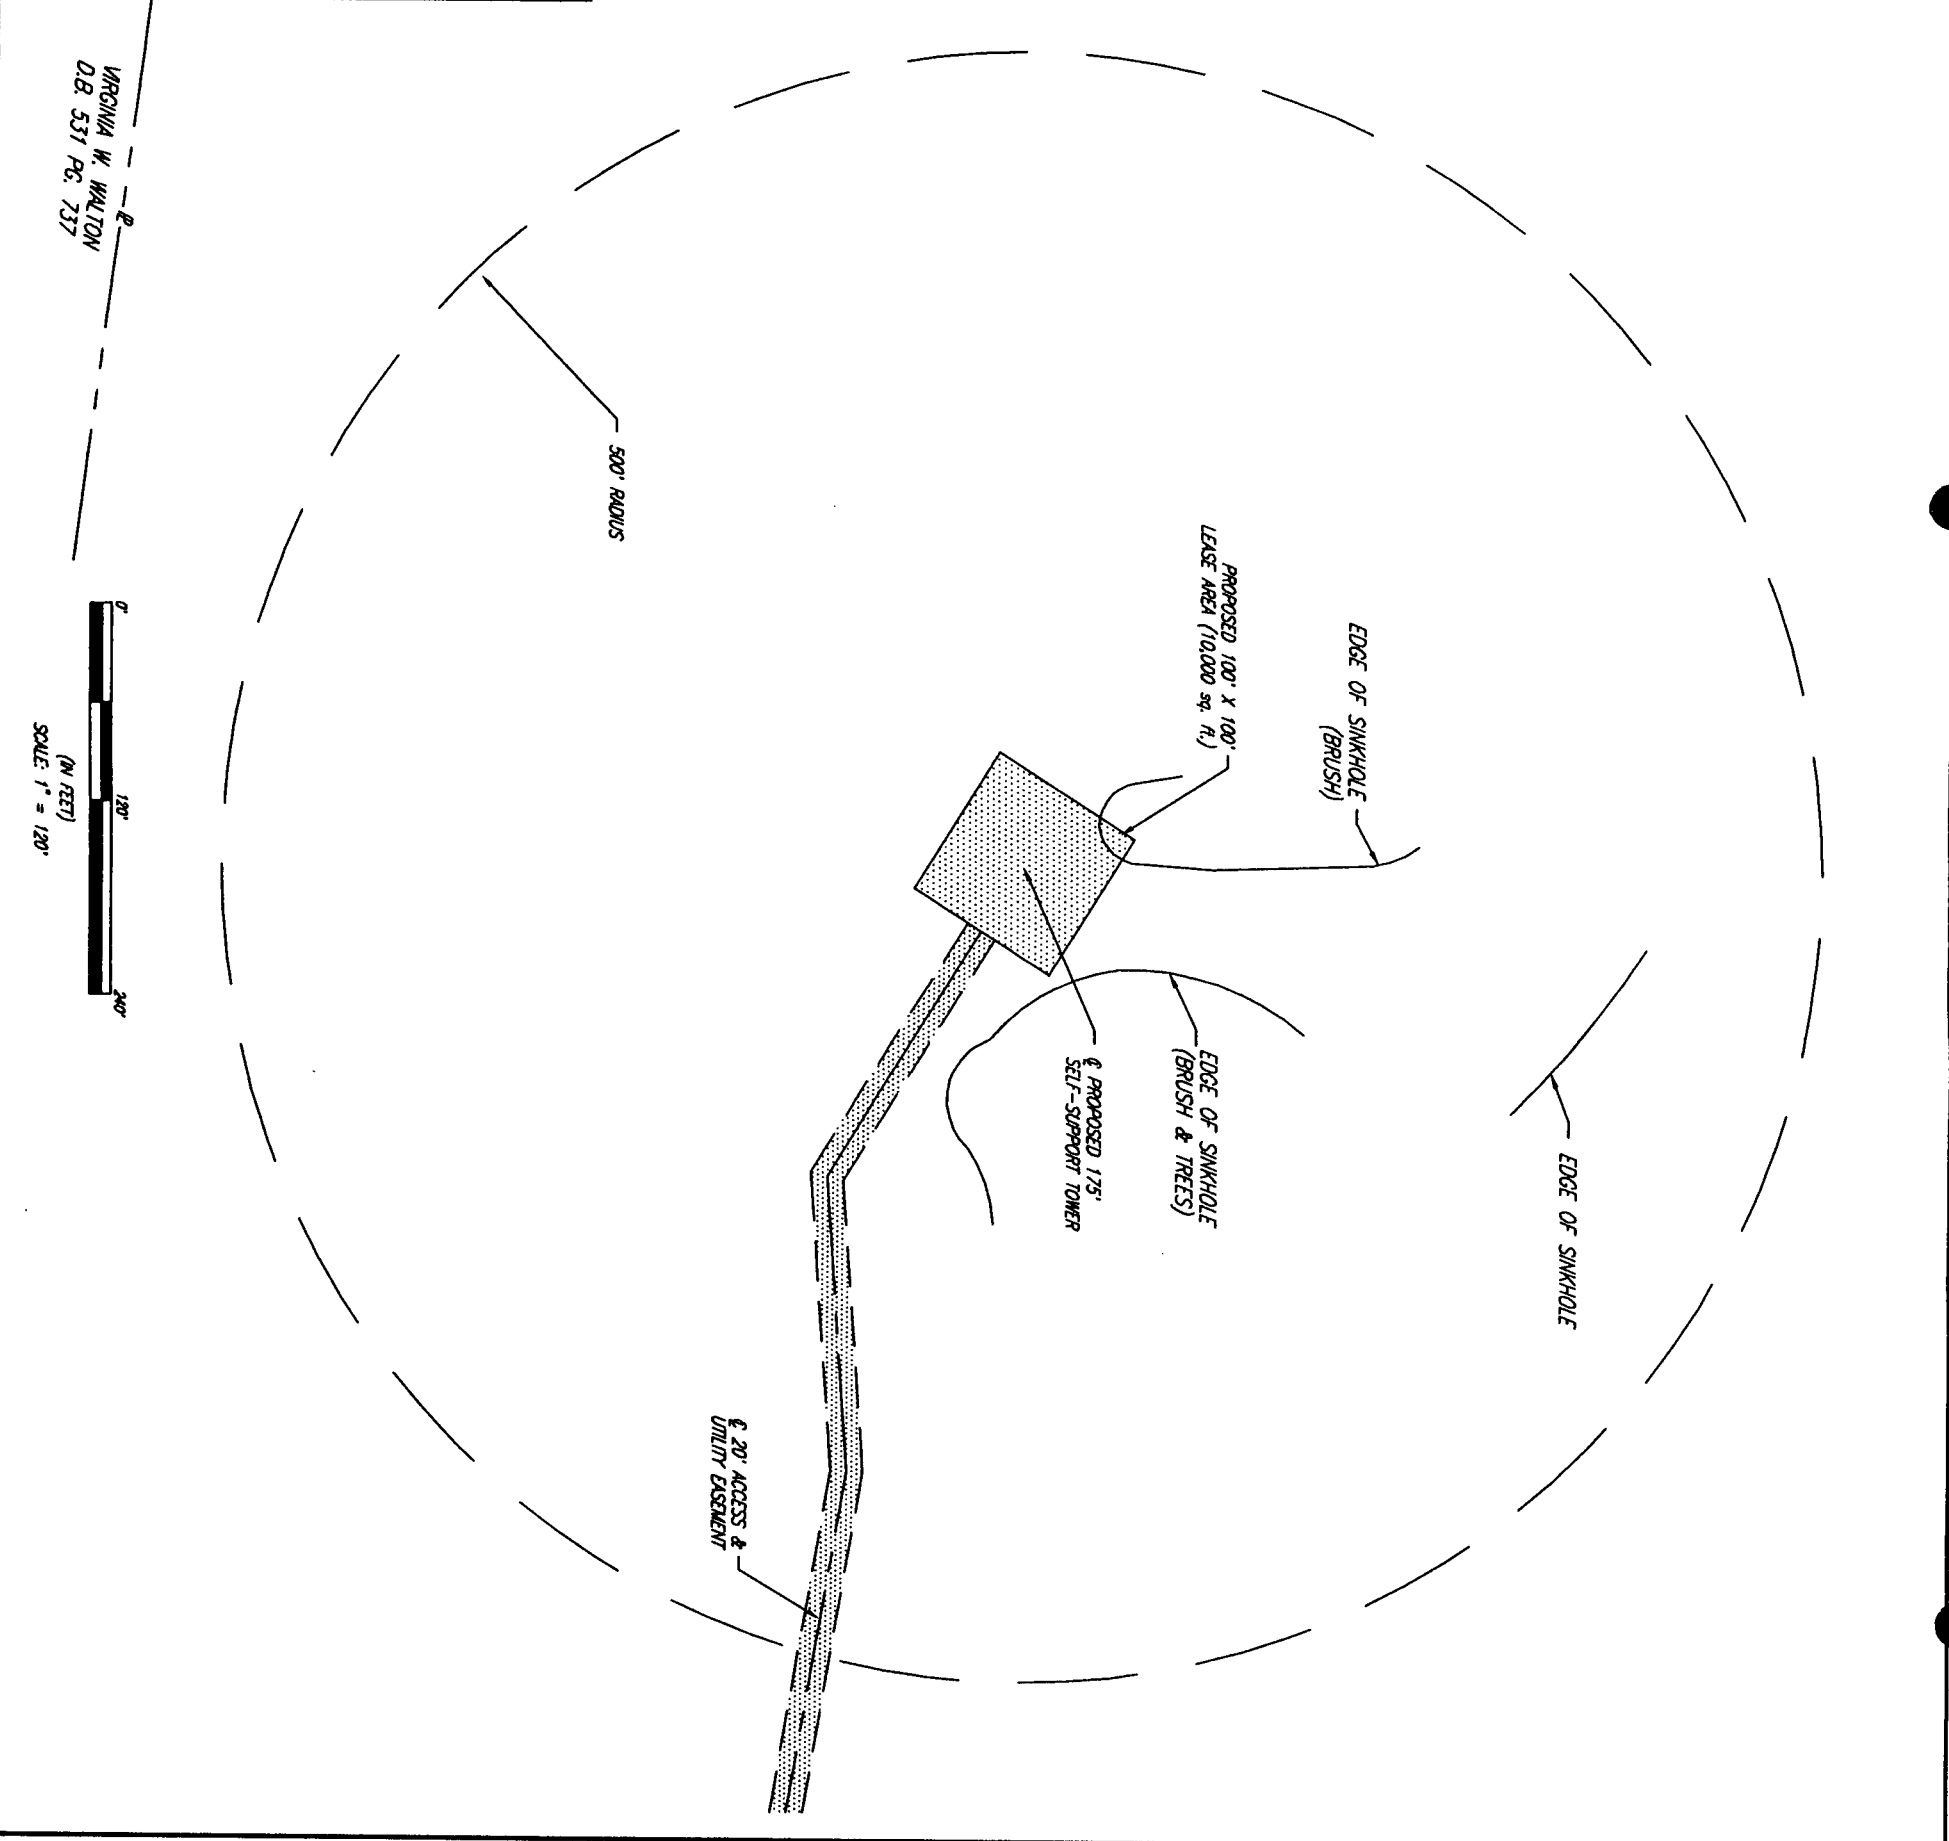 EDGE OF SINKHOLE
EDGE OF SINKHOLE
(BRUSH)
PROPOSED 100' X 100'
LEASE AREA (10,000 sq. ft.)
EDGE OF SINKHOLE
(BRUSH & TREES)
℄ PROPOSED 175'
SELF-SUPPORT TOWER
℄ 20' ACCESS &
UTILITY EASEMENT
500' RADIUS
℄
VIRGINIA W. WALTON
D.B. 531 PG. 737
0' 120' 240'
(IN FEET)
SCALE: 1" = 120'